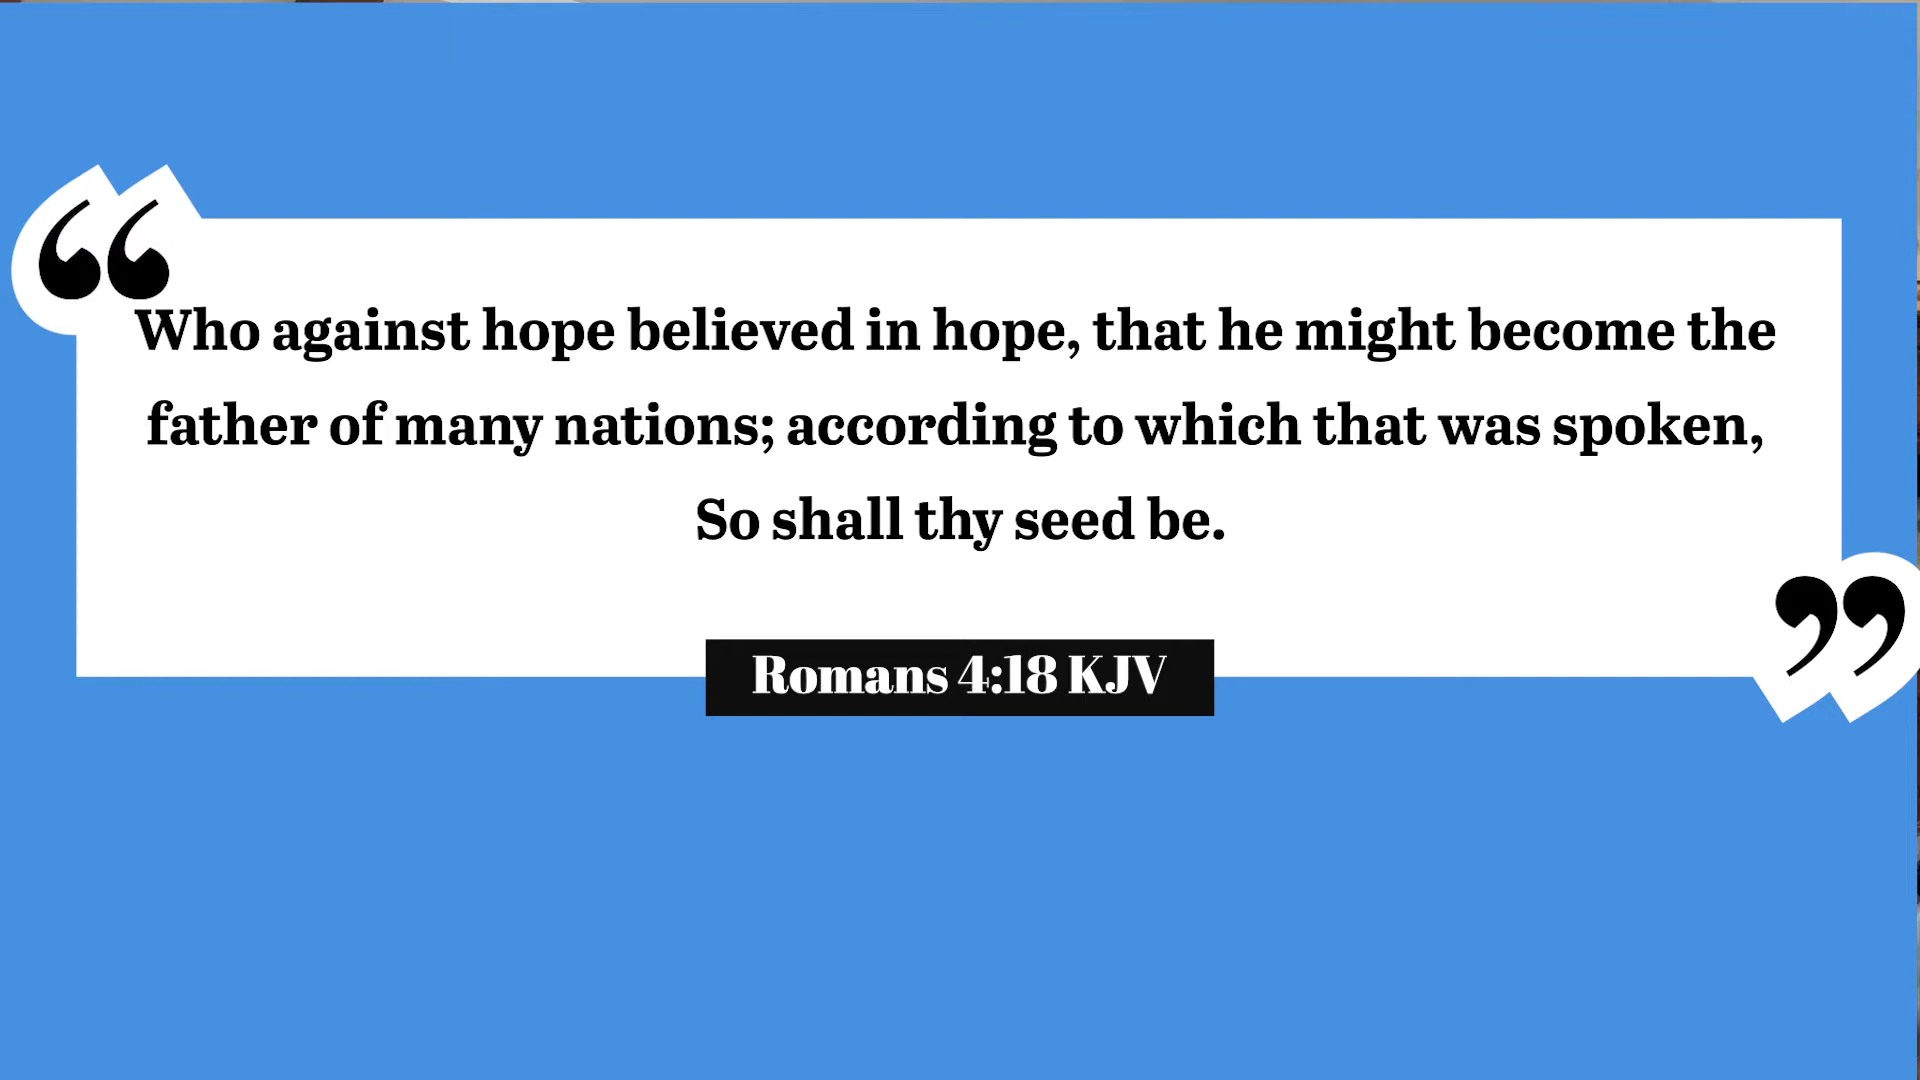 “
Who against hope believed in hope, that he might become the
father of many nations; according to which that was spoken,
So shall thy seed be.
”
Romans 4:18 KJV